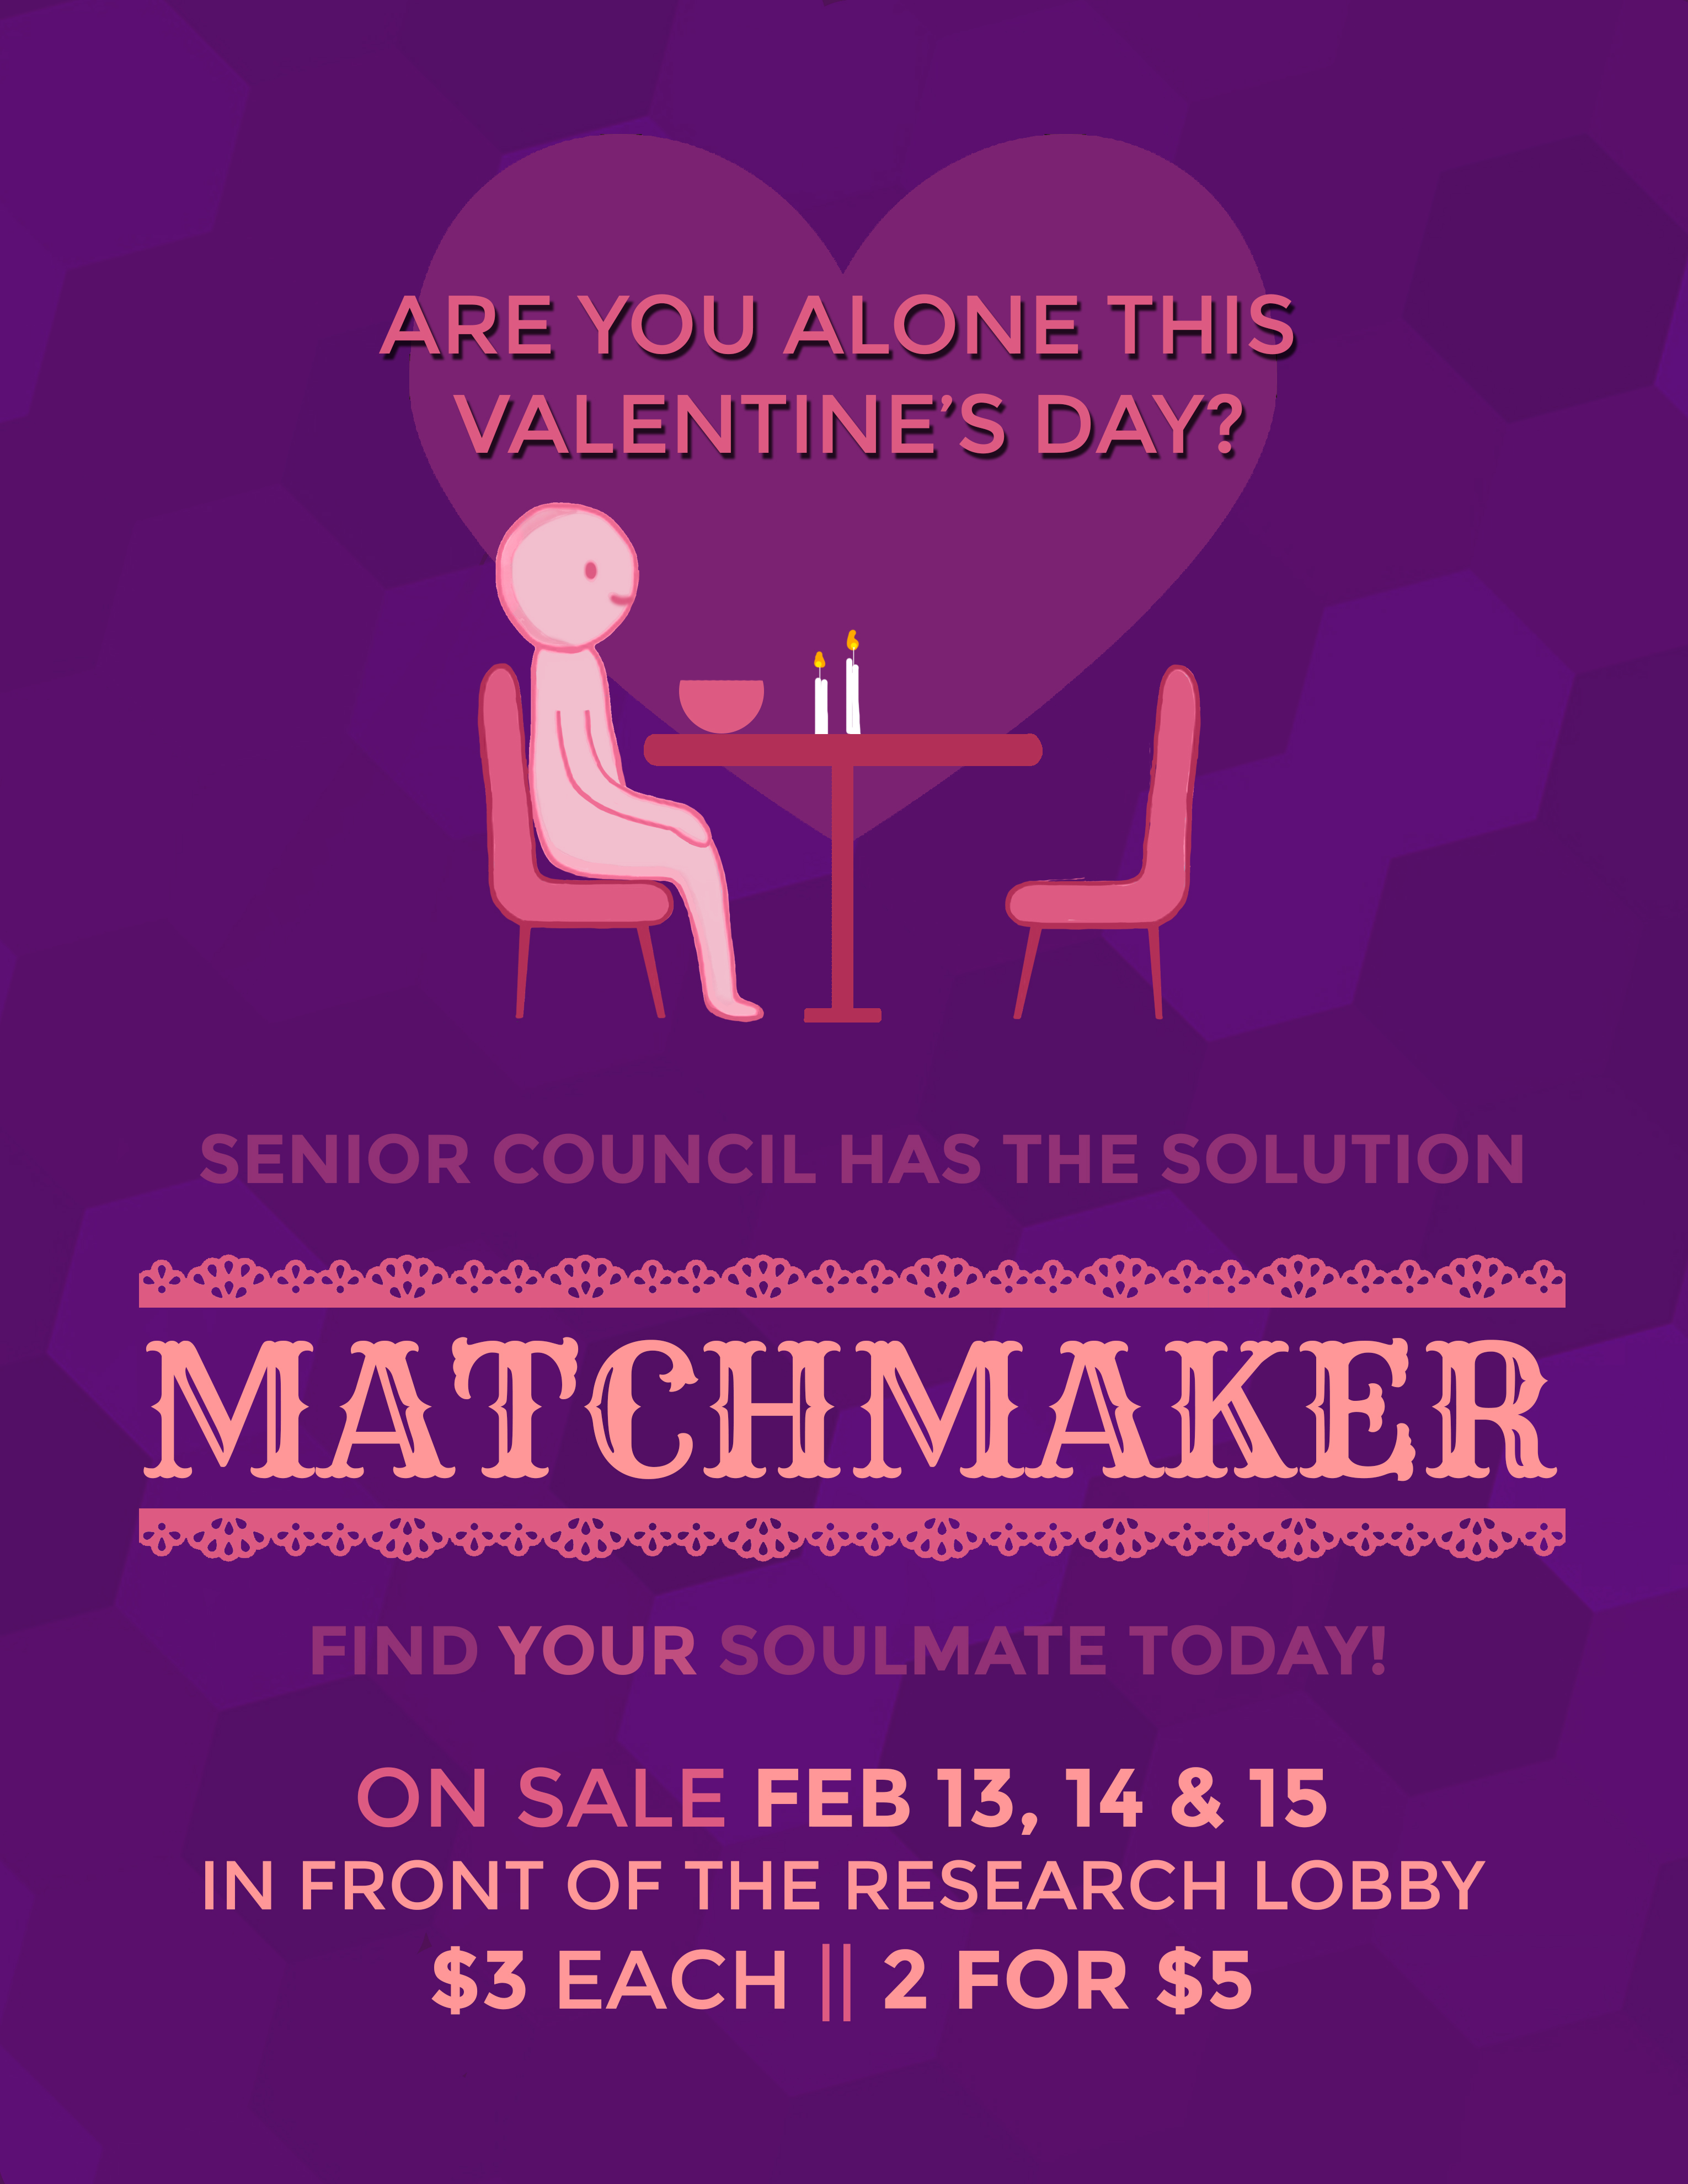 ARE YOU ALONE THIS
VALENTINE'S DAY?
SENIOR COUNCIL HAS THE SOLUTION
MATCHMAKER
FIND YOUR SOULMATE TODAY!
ON SALE FEB 13, 14 & 15
IN FRONT OF THE RESEARCH LOBBY
$3 EACH || 2 FOR $5